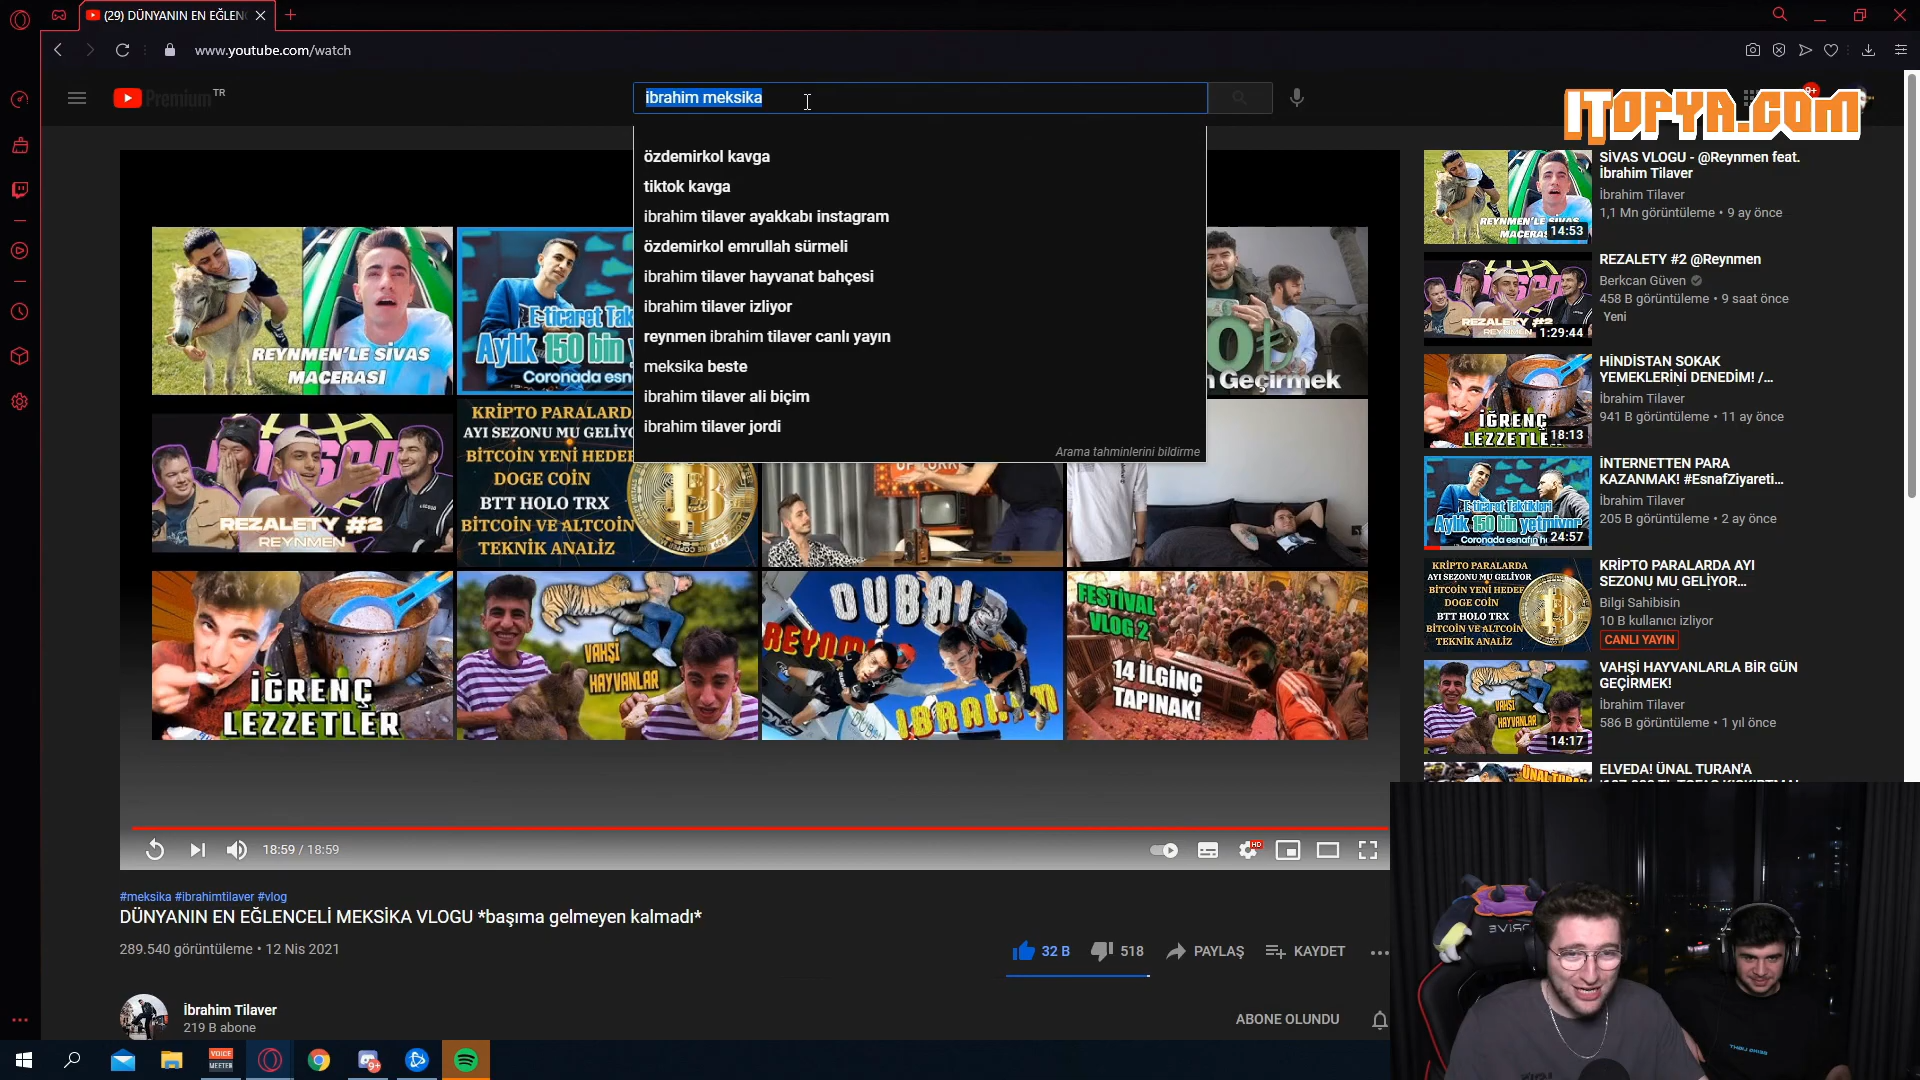 (29) DÜNYANIN EN EĞLEN
www.youtube.com/watch
Premium TR
ibrahim meksika
9+
ITOPYA.COM
özdemirkol kavga
tiktok kavga
ibrahim tilaver ayakkabı instagram
özdemirkol emrullah sürmeli
ibrahim tilaver hayvanat bahçesi
ibrahim tilaver izliyor
reynmen ibrahim tilaver canlı yayın
meksika beste
ibrahim tilaver ali biçim
ibrahim tilaver jordi
Arama tahminlerini bildirme
REYNMEN'LE SİVAS
MACERASI
E-ticaret Tak
Aylık 150 bin
Coronada esn
Geçirmek
REZALETY #2
REYNMEN
KRİPTO PARALARDA
AYI SEZONU MU GELİYO
BİTCOİN YENİ HEDE
DOGE COİN
BTT HOLO TRX
BİTCOİN VE ALTCOİN
TEKNİK ANALİZ
İĞRENÇ
LEZZETLER
VAHŞİ
HAYVANLAR
DUBAI
REYNM
IBRAHIM
FESTİVAL
VLOG 2
14 İLGİNÇ
TAPINAK!
18:59 / 18:59
HD
#meksika #ibrahimtilaver #vlog
DÜNYANIN EN EĞLENCELİ MEKSİKA VLOGU *başıma gelmeyen kalmadı*
289.540 görüntüleme • 12 Nis 2021
32 B
518
PAYLAŞ
KAYDET
İbrahim Tilaver
219 B abone
ABONE OLUNDU
SİVAS VLOGU - @Reynmen feat.
İbrahim Tilaver
İbrahim Tilaver
1,1 Mn görüntüleme • 9 ay önce
14:53
REZALETY #2 @Reynmen
Berkcan Güven
458 B görüntüleme • 9 saat önce
Yeni
1:29:44
HİNDİSTAN SOKAK
YEMEKLERİNİ DENEDİM! /...
İbrahim Tilaver
941 B görüntüleme • 11 ay önce
18:13
İNTERNETTEN PARA
KAZANMAK! #EsnafZiyareti...
İbrahim Tilaver
205 B görüntüleme • 2 ay önce
24:57
KRİPTO PARALARDA AYI
SEZONU MU GELİYOR...
Bilgi Sahibisin
10 B kullanıcı izliyor
CANLI YAYIN
VAHŞİ HAYVANLARLA BİR GÜN
GEÇİRMEK!
İbrahim Tilaver
586 B görüntüleme • 1 yıl önce
14:17
ELVEDA! ÜNAL TURAN'A
VOICE
MEETER
9+